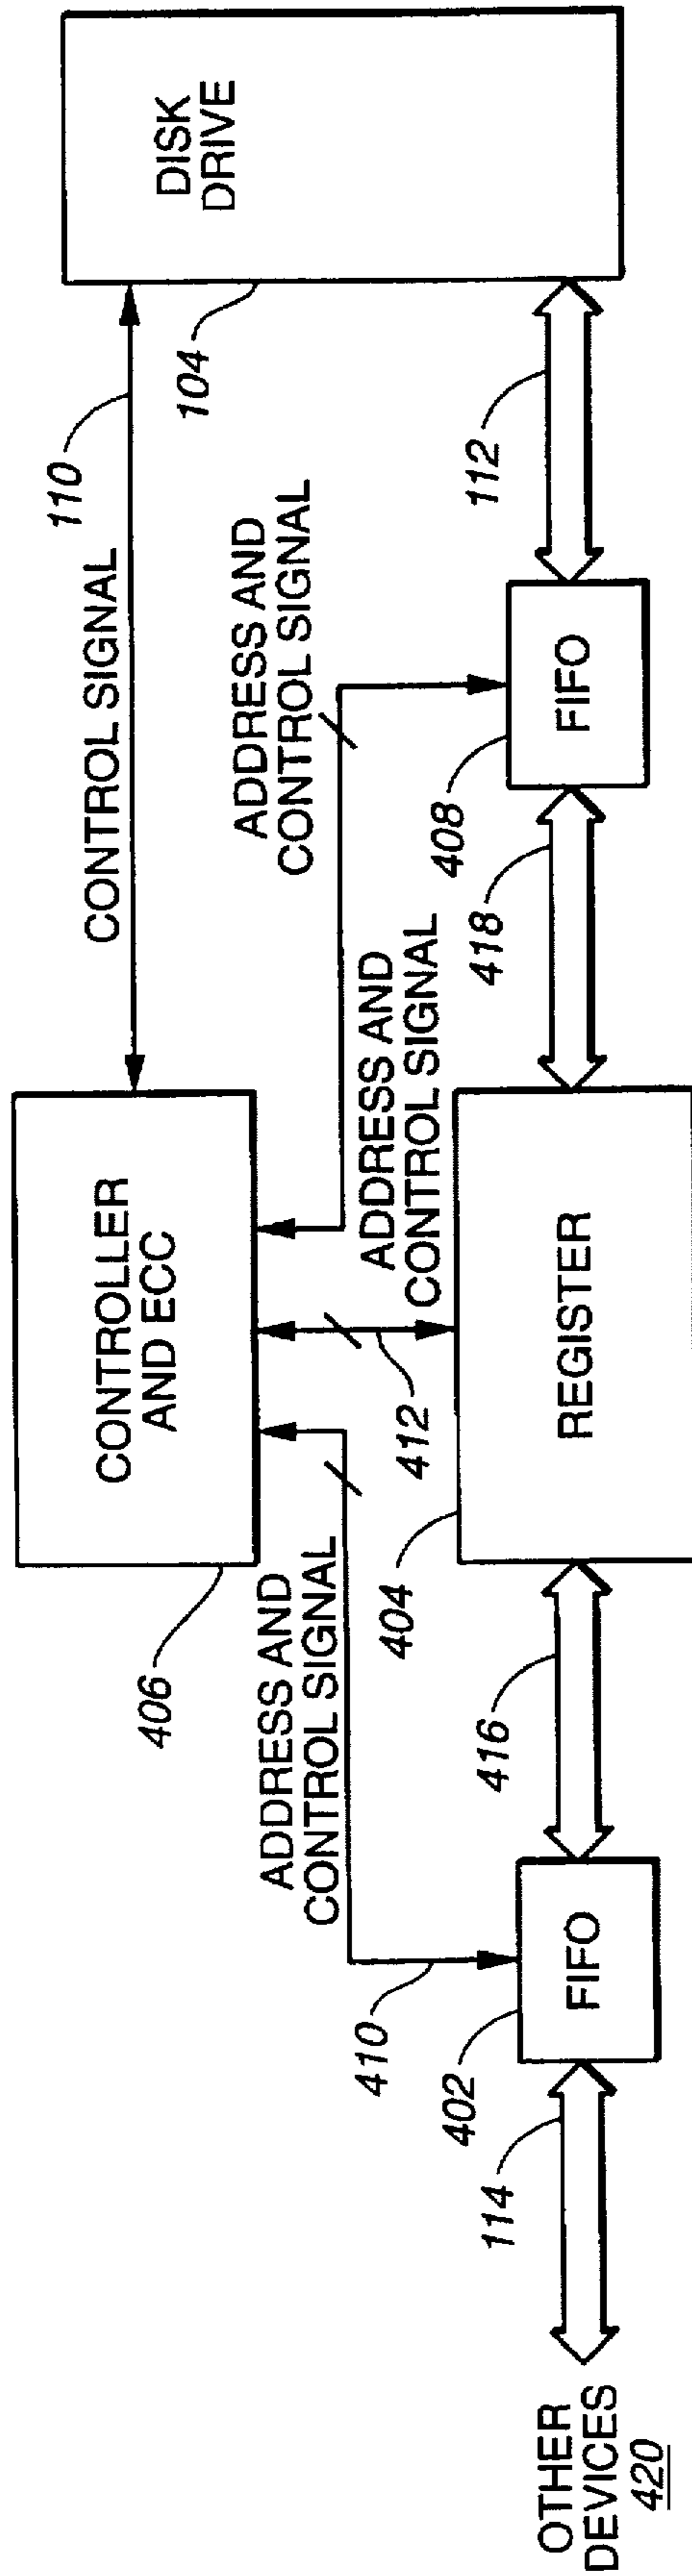 CONTROLLER
AND ECC
406
CONTROL SIGNAL
110
DISK
DRIVE
104
ADDRESS AND
CONTROL SIGNAL
410
ADDRESS AND
CONTROL SIGNAL
412
ADDRESS AND
CONTROL SIGNAL
OTHER
DEVICES
420
114
FIFO
402
416
REGISTER
404
418
FIFO
408
112